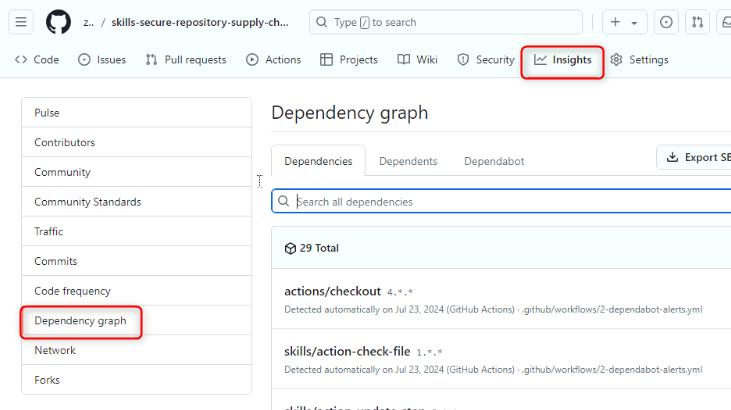 z.. / skills-secure-repository-supply-ch...
Type / to search
Code Issues Pull requests Actions Projects Wiki Security Insights Settings
Pulse
Contributors
Community
Community Standards
Traffic
Commits
Code frequency
Dependency graph
Network
Forks
Dependency graph
Dependencies Dependents Dependabot
Export SB
Search all dependencies
29 Total
actions/checkout 4.*.*
Detected automatically on Jul 23, 2024 (GitHub Actions) · .github/workflows/2-dependabot-alerts.yml
skills/action-check-file 1.*.*
Detected automatically on Jul 23, 2024 (GitHub Actions) · .github/workflows/2-dependabot-alerts.yml